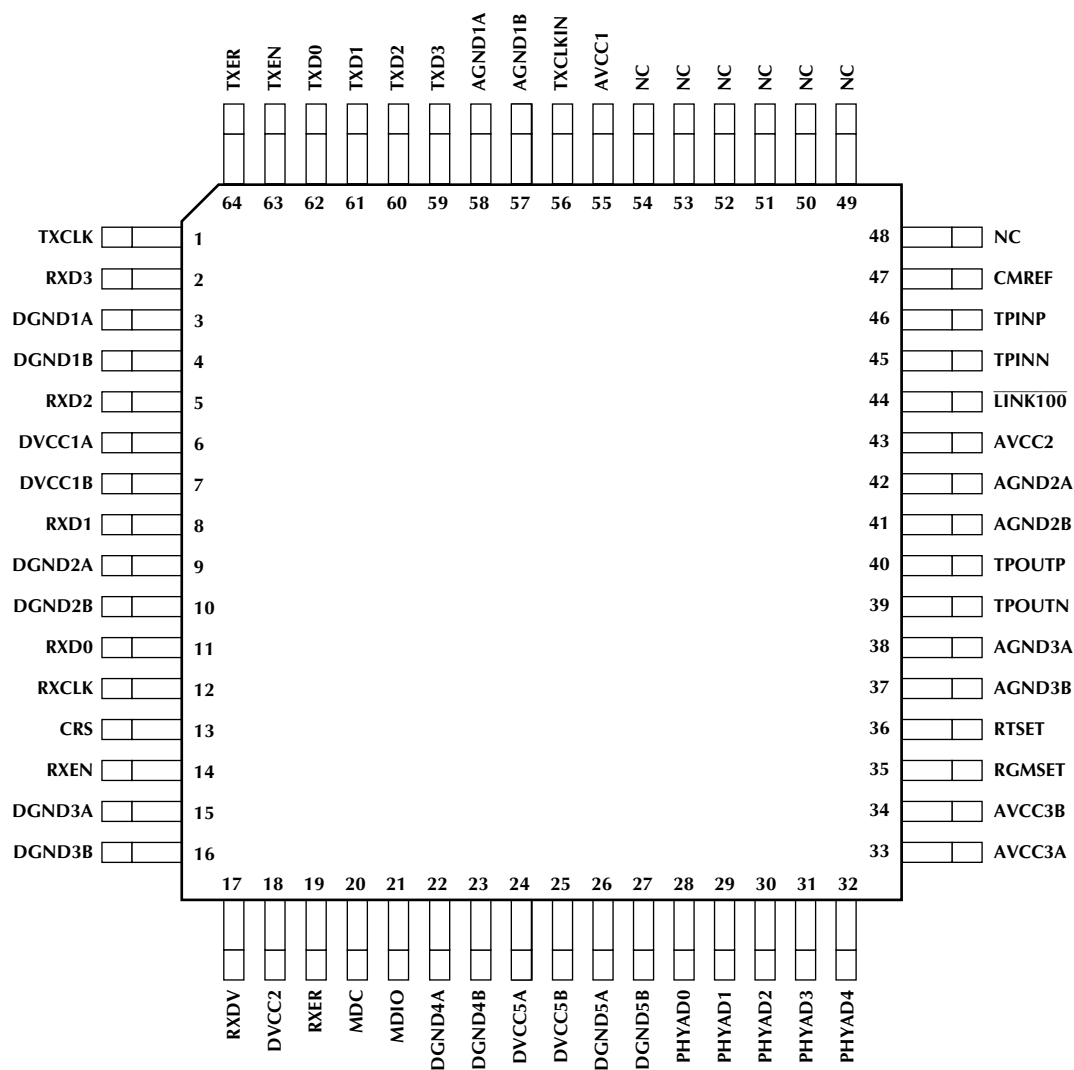 TXER TXEN TXD0 TXD1 TXD2 TXD3 AGND1A AGND1B TXCLKIN AVCC1 NC NC NC NC NC NC
64 63 62 61 60 59 58 57 56 55 54 53 52 51 50 49
TXCLK 1 48 NC
RXD3 2 47 CMREF
DGND1A 3 46 TPINP
DGND1B 4 45 TPINN
RXD2 5 44 LINK100
DVCC1A 6 43 AVCC2
DVCC1B 7 42 AGND2A
RXD1 8 41 AGND2B
DGND2A 9 40 TPOUTP
DGND2B 10 39 TPOUTN
RXD0 11 38 AGND3A
RXCLK 12 37 AGND3B
CRS 13 36 RTSET
RXEN 14 35 RGMSET
DGND3A 15 34 AVCC3B
DGND3B 16 33 AVCC3A
17 18 19 20 21 22 23 24 25 26 27 28 29 30 31 32
RXDV DVCC2 RXER MDC MDIO DGND4A DGND4B DVCC5A DVCC5B DGND5A DGND5B PHYAD0 PHYAD1 PHYAD2 PHYAD3 PHYAD4